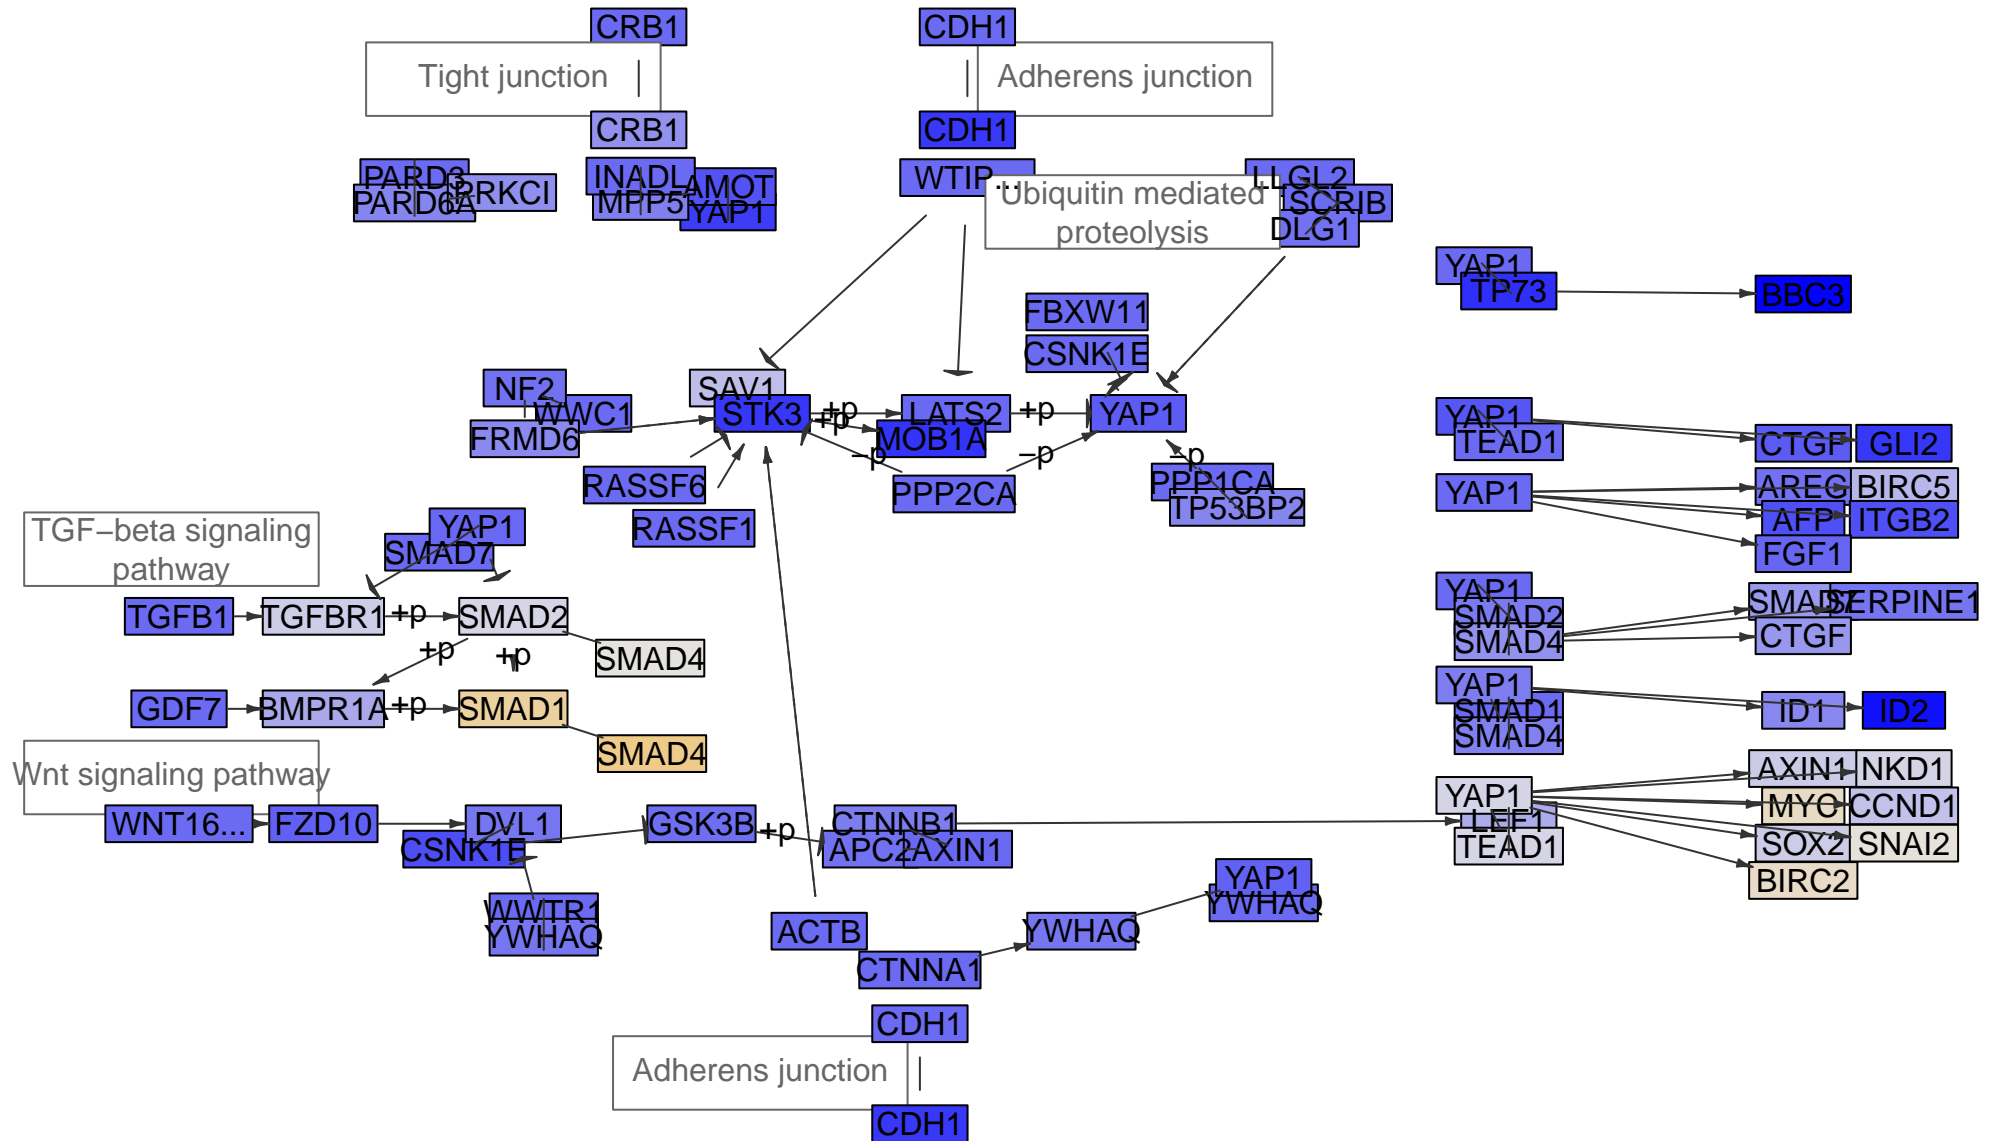 CRB1
CDH1
Tight junction
Adherens junction
CRB1
CDH1
PARD3
PARD6A
PRKCI
INADL
MPP5
AMOT
YAP1
WTIP...
Ubiquitin mediated
proteolysis
LLGL2
SCRIB
DLG1
YAP1
TP73
BBC3
FBXW11
CSNK1E
NF2
WWC1
FRMD6
SAV1
STK3
+p
+p
LATS2
MOB1A
+p
YAP1
YAP1
TEAD1
CTGF
GLI2
RASSF6
RASSF1
−p
PPP2CA
−p
−p
PPP1CA
TP53BP2
YAP1
AREG
BIRC5
AFP
ITGB2
FGF1
TGF−beta signaling
pathway
YAP1
SMAD7
TGFB1
TGFBR1
+p
SMAD2
+p
+p
SMAD4
YAP1
SMAD2
SMAD4
SMAD7
SERPINE1
CTGF
GDF7
BMPR1A
+p
SMAD1
SMAD4
YAP1
SMAD1
SMAD4
ID1
ID2
Wnt signaling pathway
WNT16...
FZD10
DVL1
CSNK1E
GSK3B
+p
CTNNB1
APC2
AXIN1
YAP1
LEF1
TEAD1
AXIN1
NKD1
MYC
CCND1
SOX2
SNAI2
BIRC2
WWTR1
YWHAQ
ACTB
CTNNA1
YWHAQ
YAP1
YWHAQ
CDH1
Adherens junction
CDH1